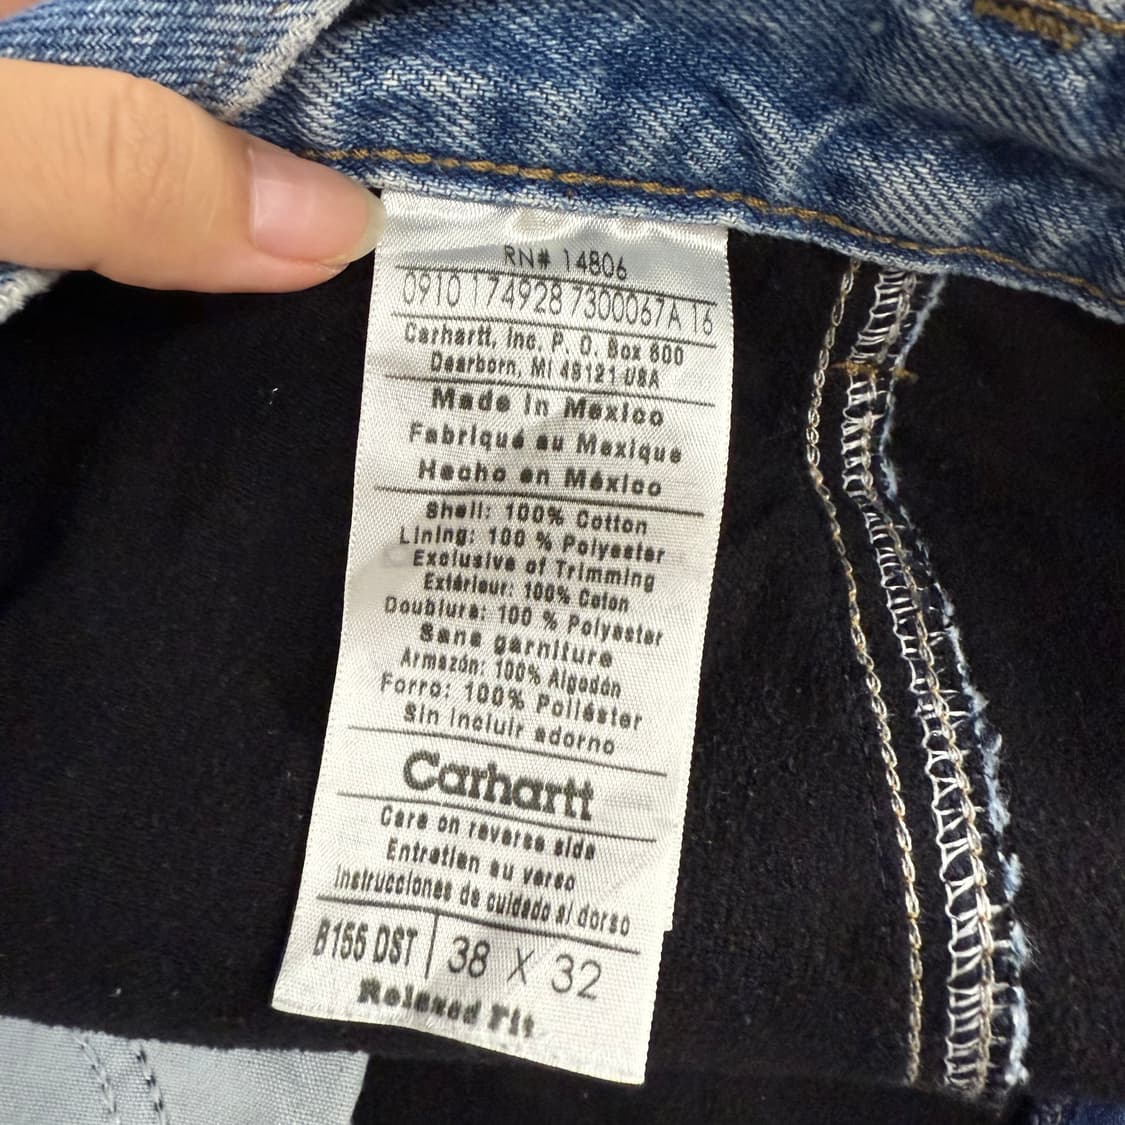 RN# 14806
0910 174928 7300067A 16
Carhartt, Inc. P. O. Box 600
Dearborn, MI 48121 USA
Made in Mexico
Fabriqué au Mexique
Hecho en México
Shell: 100% Cotton
Lining: 100 % Polyester
Exclusive of Trimming
Extérieur: 100% Coton
Doublure: 100 % Polyester
Sans garniture
Armazón: 100% Algodón
Forro: 100% Poliéster
Sin incluir adorno
Carhartt
Care on reverse side
Entretien au verso
Instrucciones de cuidado al dorso
B155 DST 38 X 32
Relaxed Fit